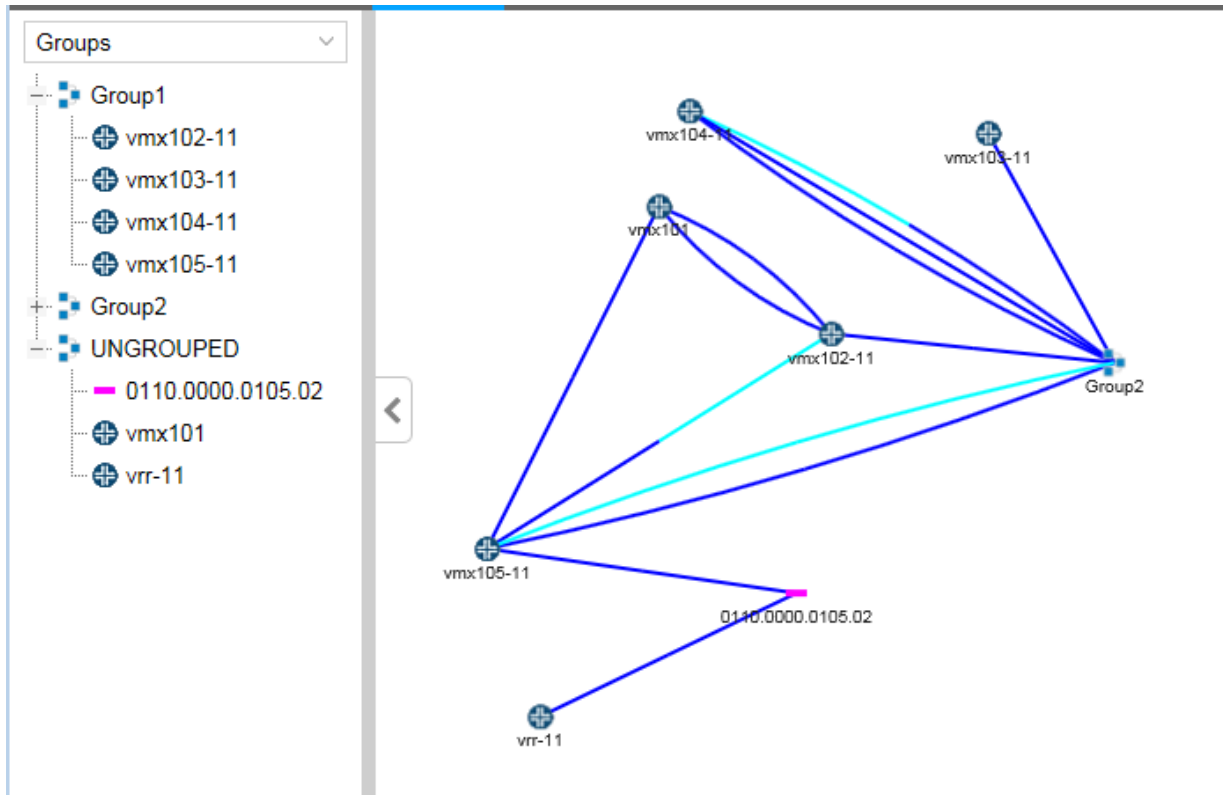 Groups
Group1
vmx102-11
vmx103-11
vmx104-11
vmx105-11
Group2
UNGROUPED
0110.0000.0105.02
vmx101
vrr-11
vmx104-11
vmx103-11
vmx101
vmx102-11
Group2
vmx105-11
0110.0000.0105.02
vrr-11